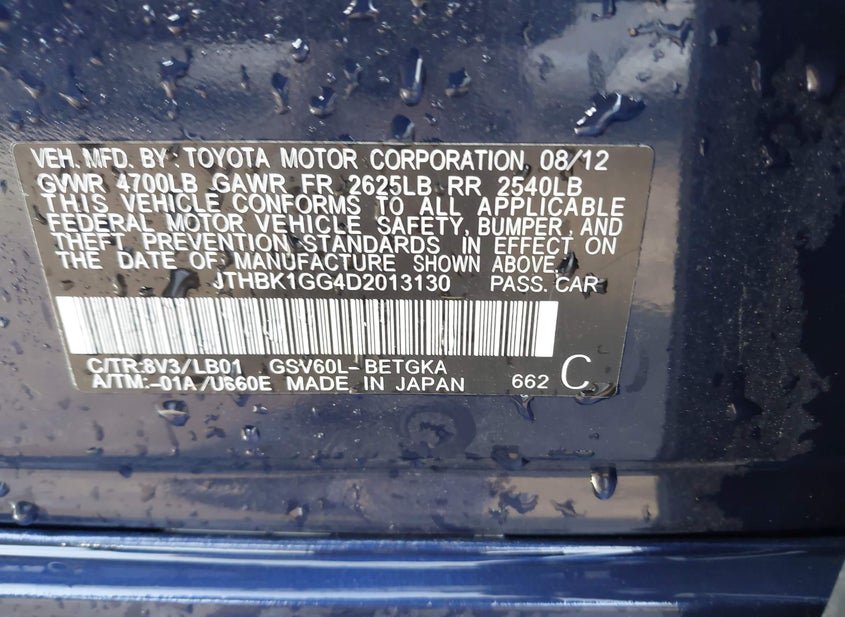 VEH. MFD. BY : TOYOTA MOTOR CORPORATION 08/12
GVWR 4700LB GAWR FR 2625LB RR 2540LB
THIS VEHICLE CONFORMS TO ALL APPLICABLE
FEDERAL MOTOR VEHICLE SAFETY, BUMPER, AND
THEFT PREVENTION STANDARDS IN EFFECT ON
THE DATE OF MANUFACTURE SHOWN ABOVE.
JTHBK1GG4D2013130 PASS. CAR
C/TR:8V3/LB01 GSV60L-BETGKA
A/TM:-01A/U660E MADE IN JAPAN 662 C